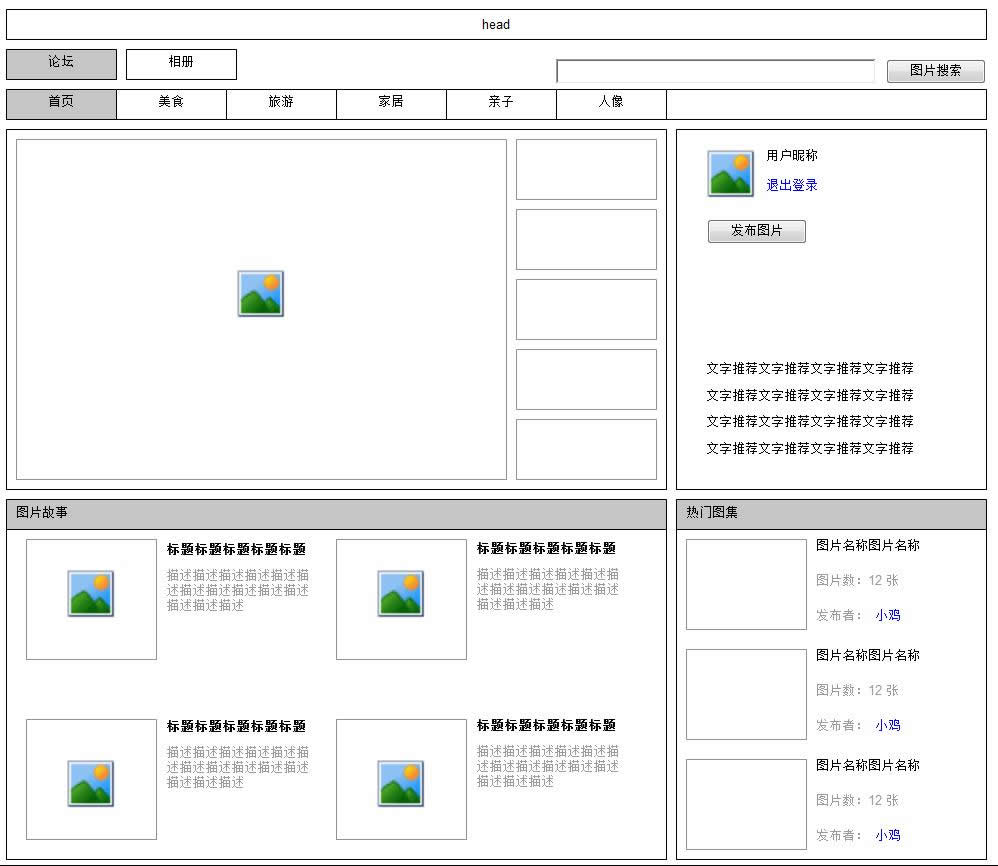 head
论坛
相册
图片搜索
首页
美食
旅游
家居
亲子
人像
用户昵称
退出登录
发布图片
文字推荐文字推荐文字推荐文字推荐
文字推荐文字推荐文字推荐文字推荐
文字推荐文字推荐文字推荐文字推荐
文字推荐文字推荐文字推荐文字推荐
图片故事
标题标题标题标题标题
描述描述描述描述描述描
述描述描述描述描述描述
描述描述描述
标题标题标题标题标题
描述描述描述描述描述描
述描述描述描述描述描述
描述描述描述
标题标题标题标题标题
描述描述描述描述描述描
述描述描述描述描述描述
描述描述描述
标题标题标题标题标题
描述描述描述描述描述描
述描述描述描述描述描述
描述描述描述
热门图集
图片名称图片名称
图片数：12 张
发布者： 小鸡
图片名称图片名称
图片数：12 张
发布者： 小鸡
图片名称图片名称
图片数：12 张
发布者： 小鸡